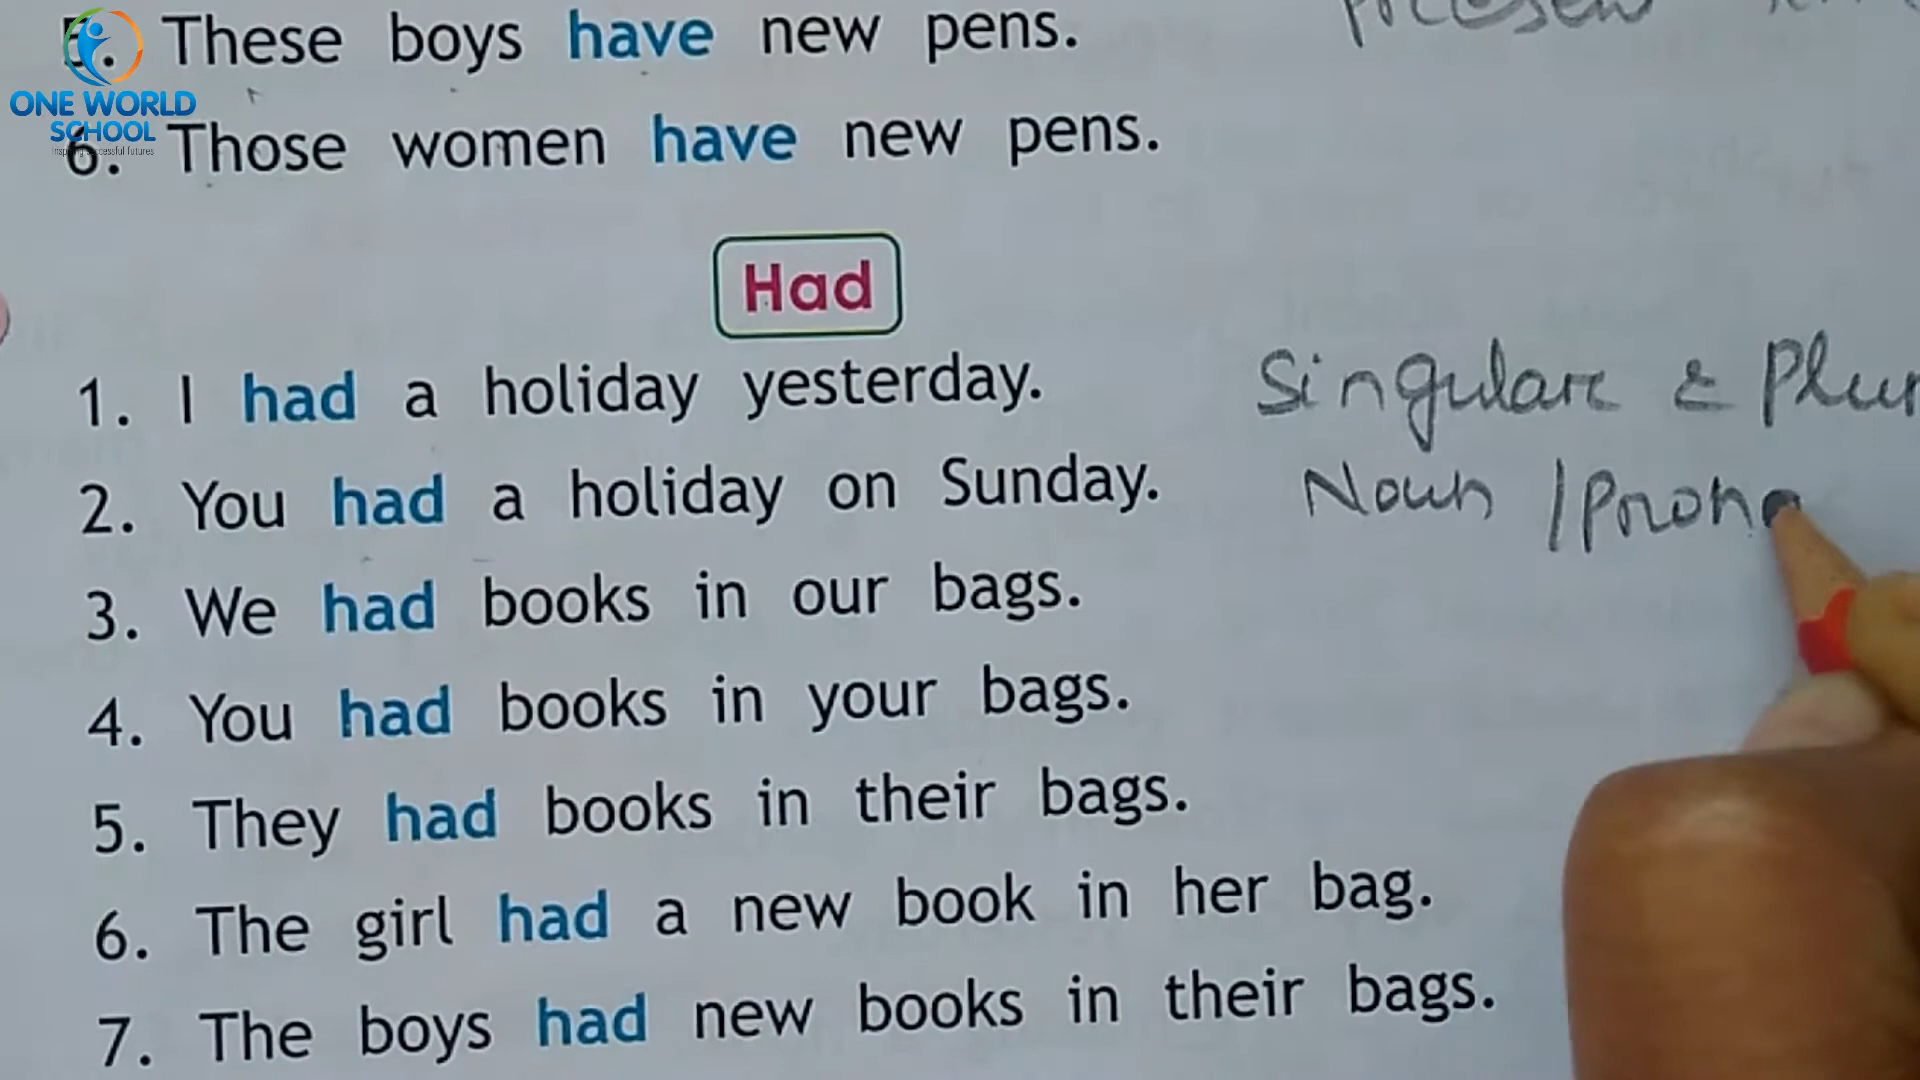 5. These boys have new pens.
ONE WORLD
SCHOOL
6. Those women have new pens.
Had
1. I had a holiday yesterday.
Singular & Plur
2. You had a holiday on Sunday.
Noun / Prono
3. We had books in our bags.
4. You had books in your bags.
5. They had books in their bags.
6. The girl had a new book in her bag.
7. The boys had new books in their bags.